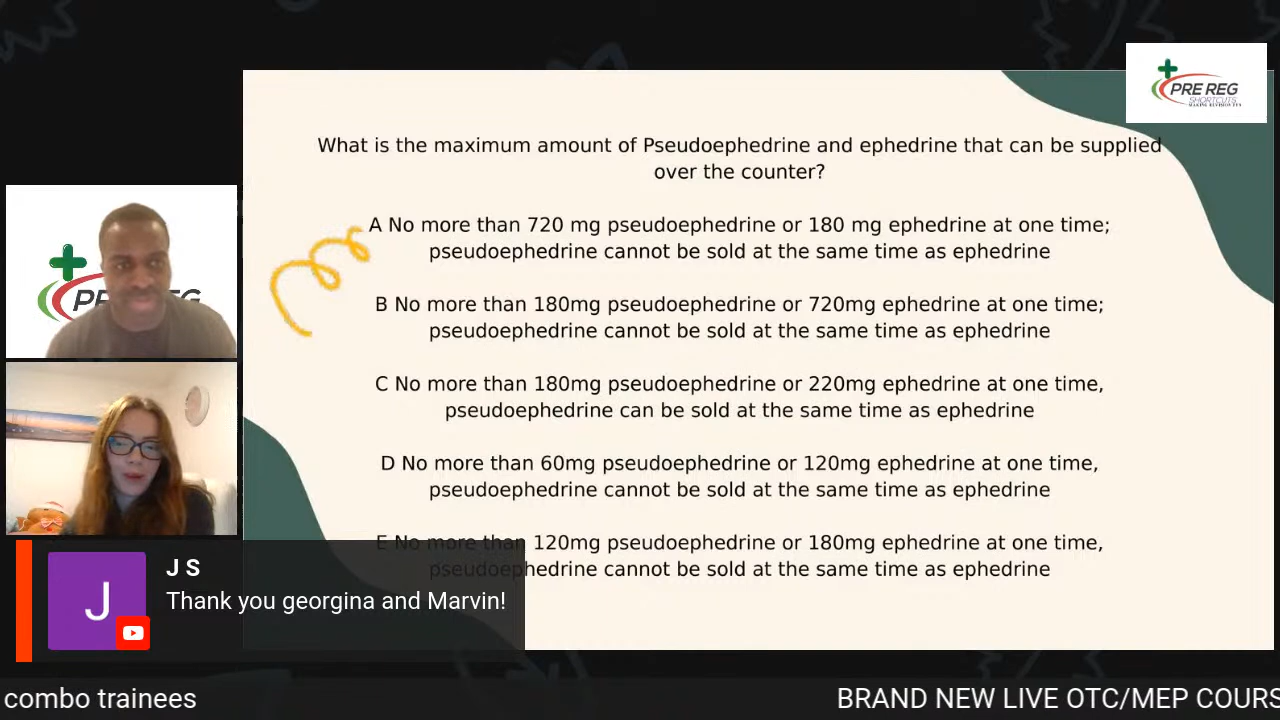 PRE REG
SHORTCUTS
MAKING REVISION FUN
What is the maximum amount of Pseudoephedrine and ephedrine that can be supplied
over the counter?
A No more than 720 mg pseudoephedrine or 180 mg ephedrine at one time;
pseudoephedrine cannot be sold at the same time as ephedrine
B No more than 180mg pseudoephedrine or 720mg ephedrine at one time;
pseudoephedrine cannot be sold at the same time as ephedrine
C No more than 180mg pseudoephedrine or 220mg ephedrine at one time,
pseudoephedrine can be sold at the same time as ephedrine
D No more than 60mg pseudoephedrine or 120mg ephedrine at one time,
pseudoephedrine cannot be sold at the same time as ephedrine
E No more than 120mg pseudoephedrine or 180mg ephedrine at one time,
pseudoephedrine cannot be sold at the same time as ephedrine
J
J S
Thank you georgina and Marvin!
combo trainees
BRAND NEW LIVE OTC/MEP COURS